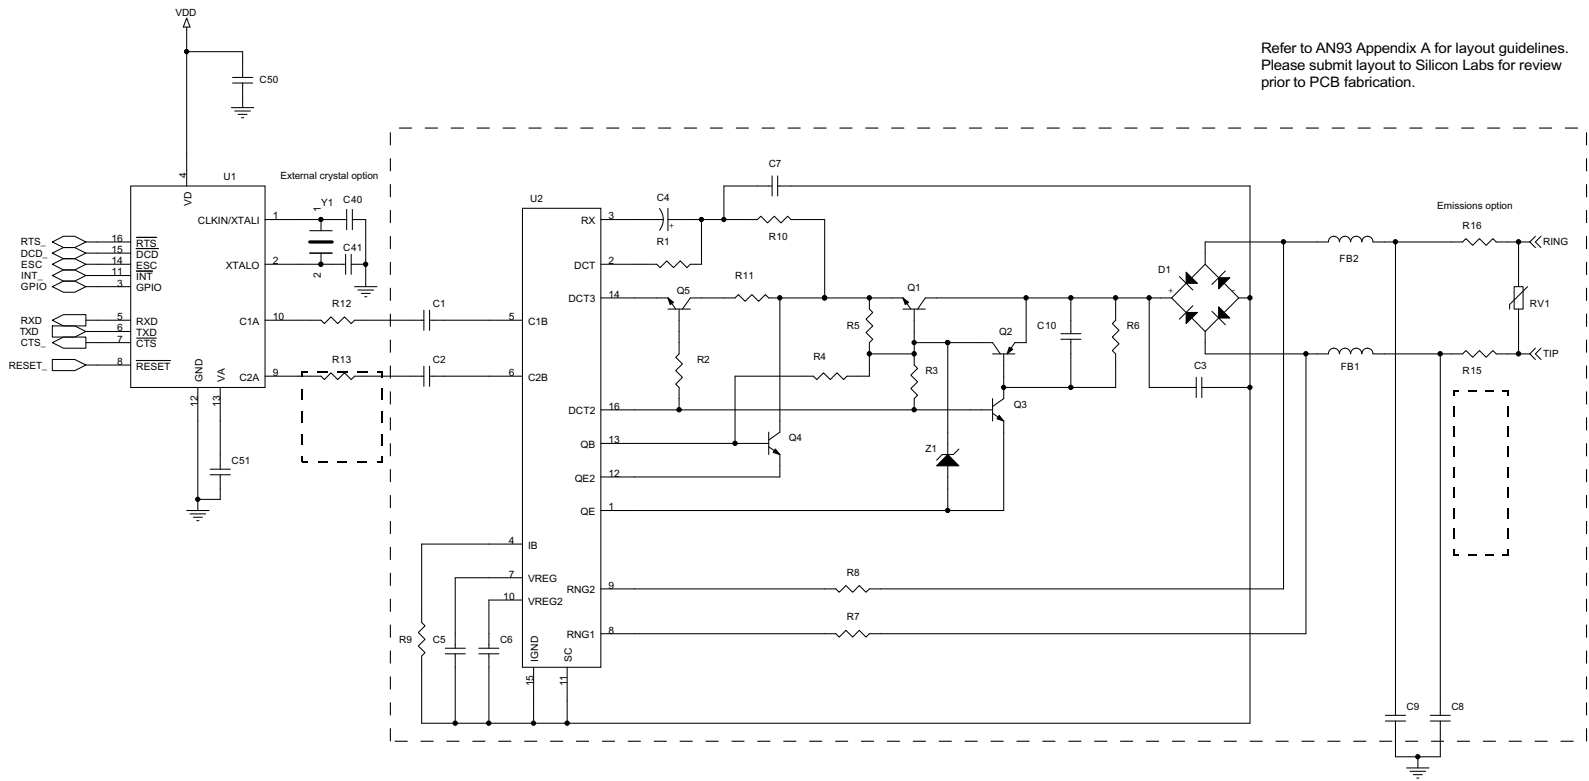 VDD
Refer to AN93 Appendix A for layout guidelines.
Please submit layout to Silicon Labs for review
prior to PCB fabrication.
C50
4
U1
VD
External crystal option
CLKIN/XTALI
1
1
Y1
C40
XTALO
2
2
C41
RTS_
16
RTS
DCD_
15
DCD
ESC
14
ESC
INT_
11
INT
GPIO
3
GPIO
RXD
5
RXD
TXD
6
TXD
CTS_
7
CTS
RESET_
8
RESET
C1A
10
R12
C1
C2A
9
R13
C2
GND
VA
12
13
C51
U2
RX
3
DCT
2
DCT3
14
5
C1B
6
C2B
DCT2
16
QB
13
QE2
12
QE
1
4
IB
7
VREG
10
VREG2
RNG2
9
RNG1
8
IGND
SC
15
11
R9
C5
C6
C7
C4
+
R1
R10
R11
Q5
Q1
R5
R2
R4
R3
Q2
C10
R6
Q3
Q4
Z1
R8
R7
D1
+
-
C3
FB2
FB1
Emissions option
R16
RING
RV1
TIP
R15
C9
C8